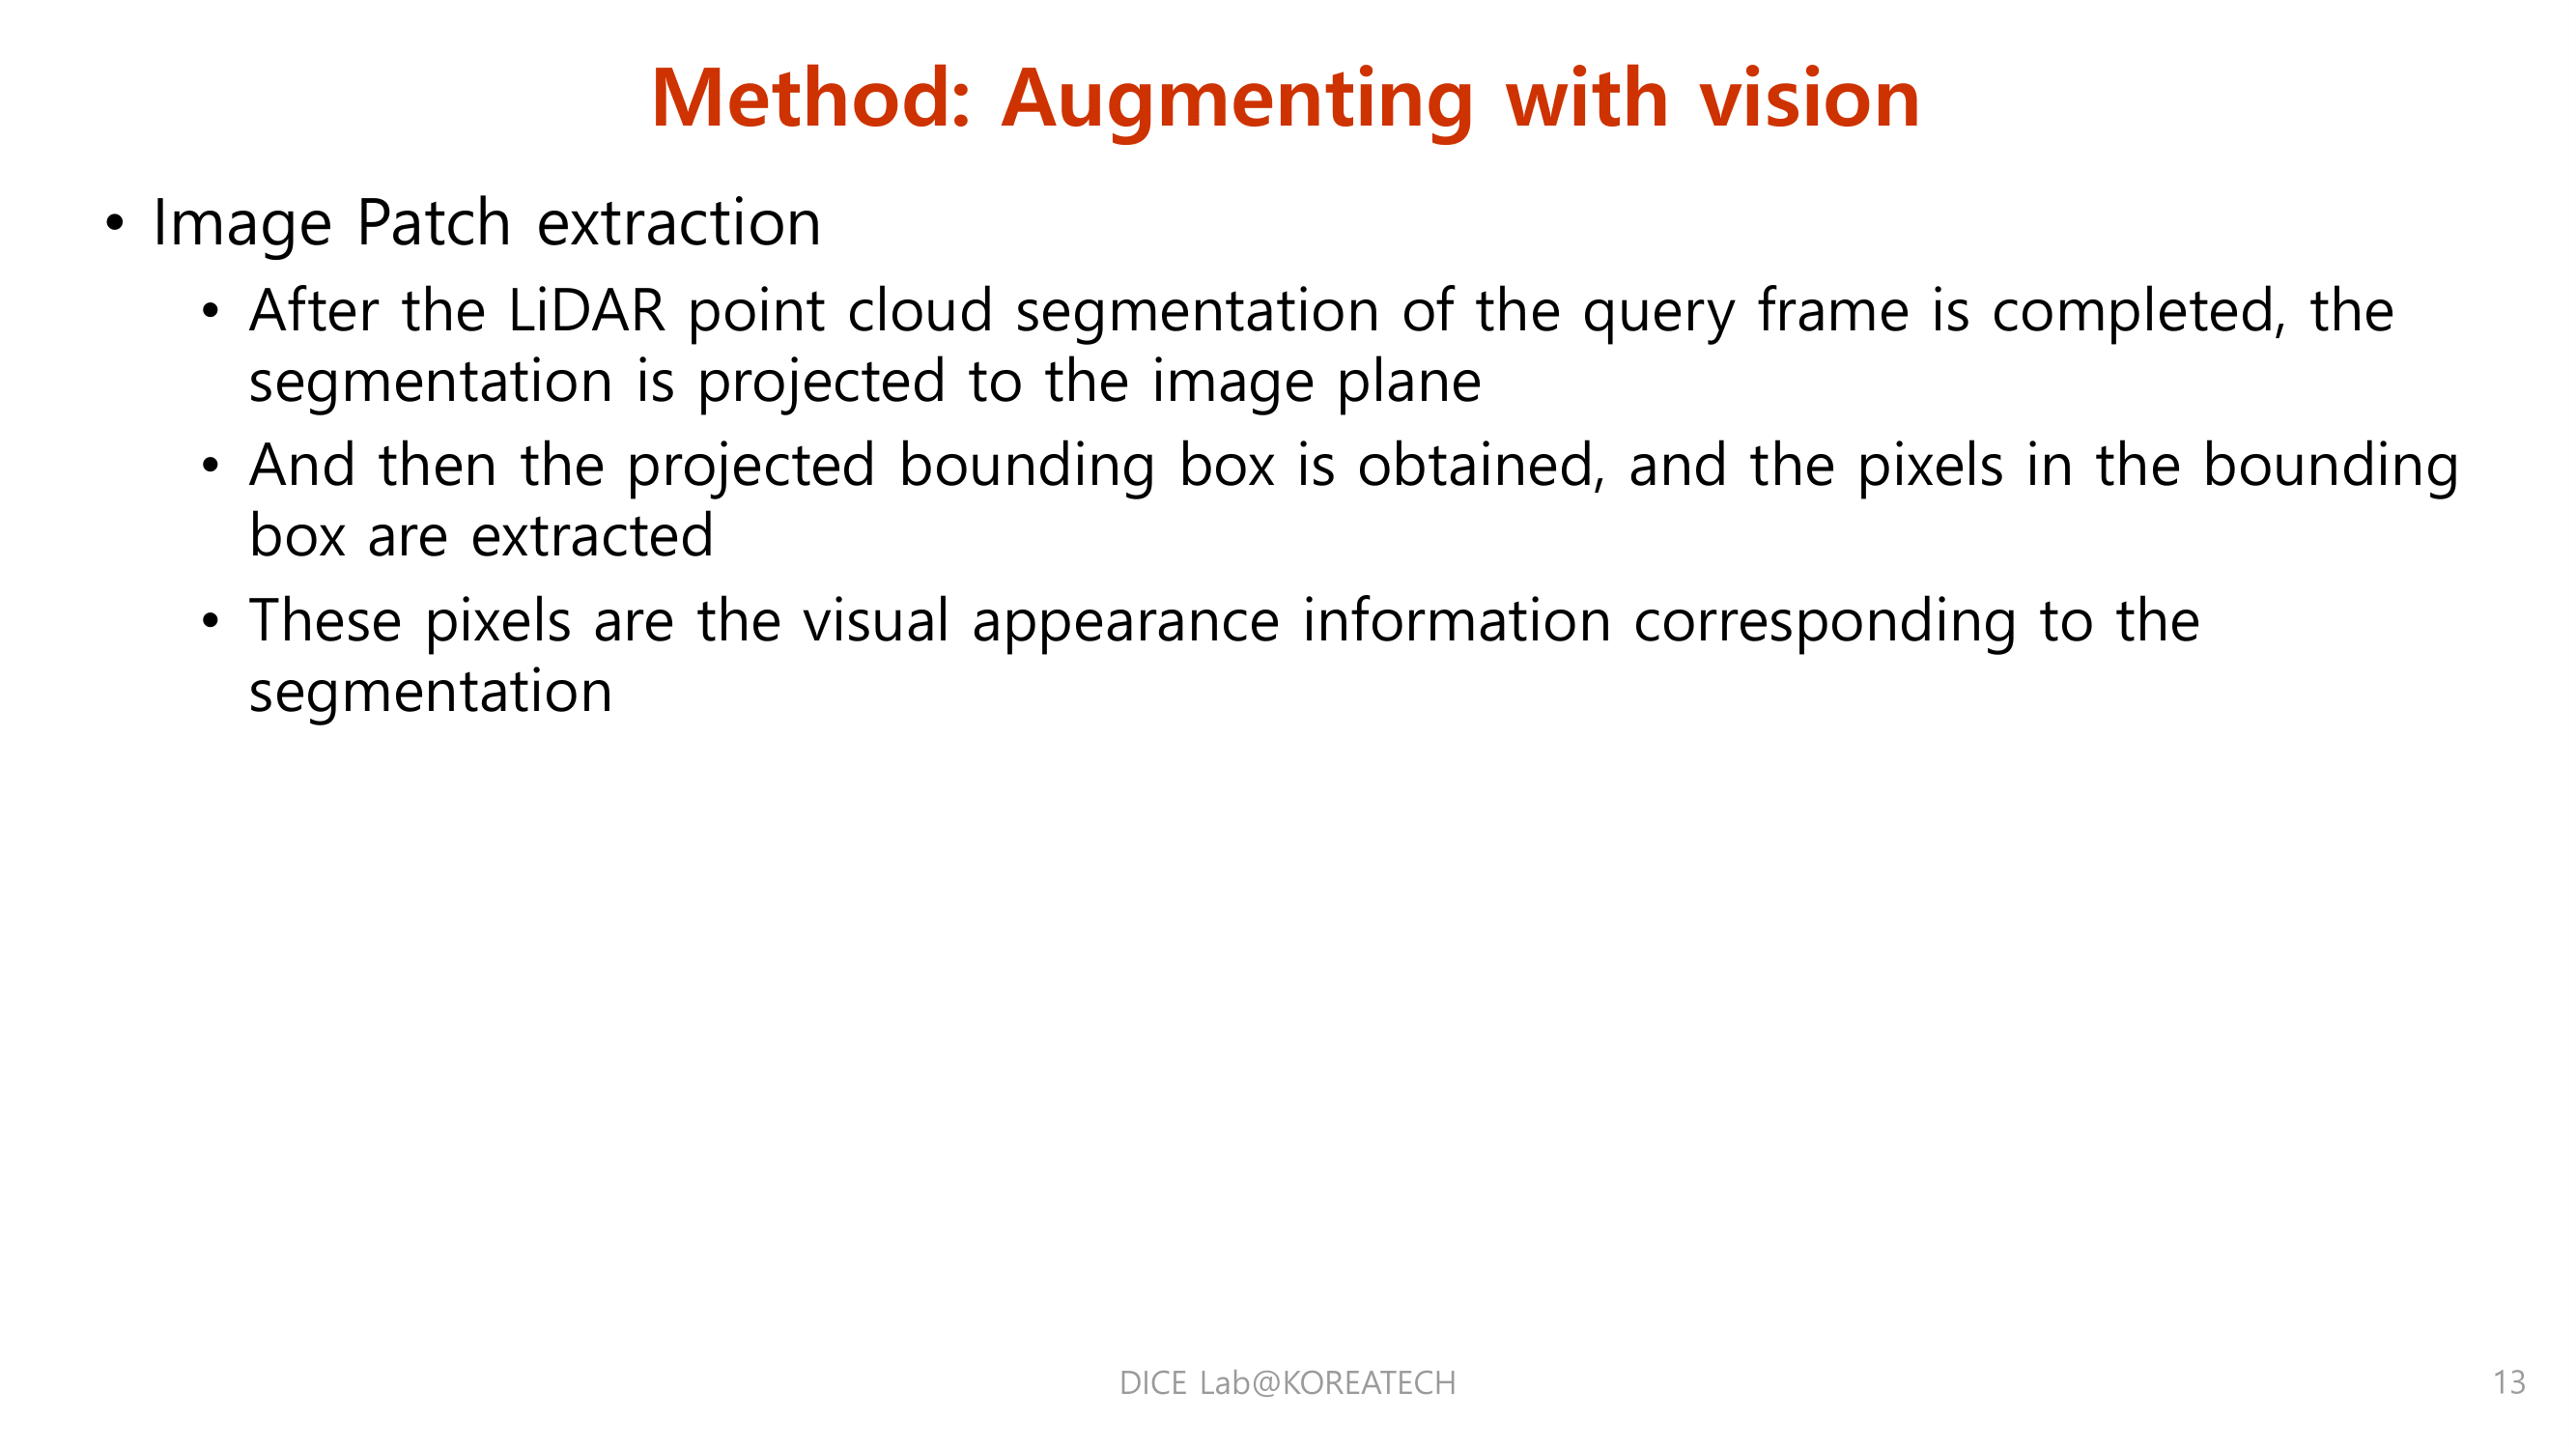 Method: Augmenting with vision
• Image Patch extraction
• After the LiDAR point cloud segmentation of the query frame is completed, the
segmentation is projected to the image plane
• And then the projected bounding box is obtained, and the pixels in the bounding
box are extracted
• These pixels are the visual appearance information corresponding to the
segmentation
DICE Lab@KOREATECH
13